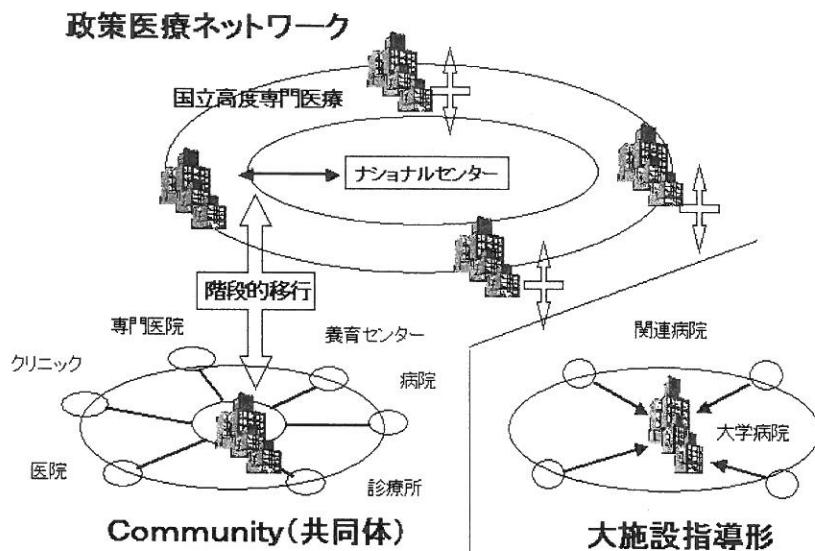 政策医療ネットワーク
国立高度専門医療
ナショナルセンター
階段的移行
専門医院
養育センター
クリニック
病院
医院
診療所
Community(共同体)
関連病院
大学病院
大施設指導形